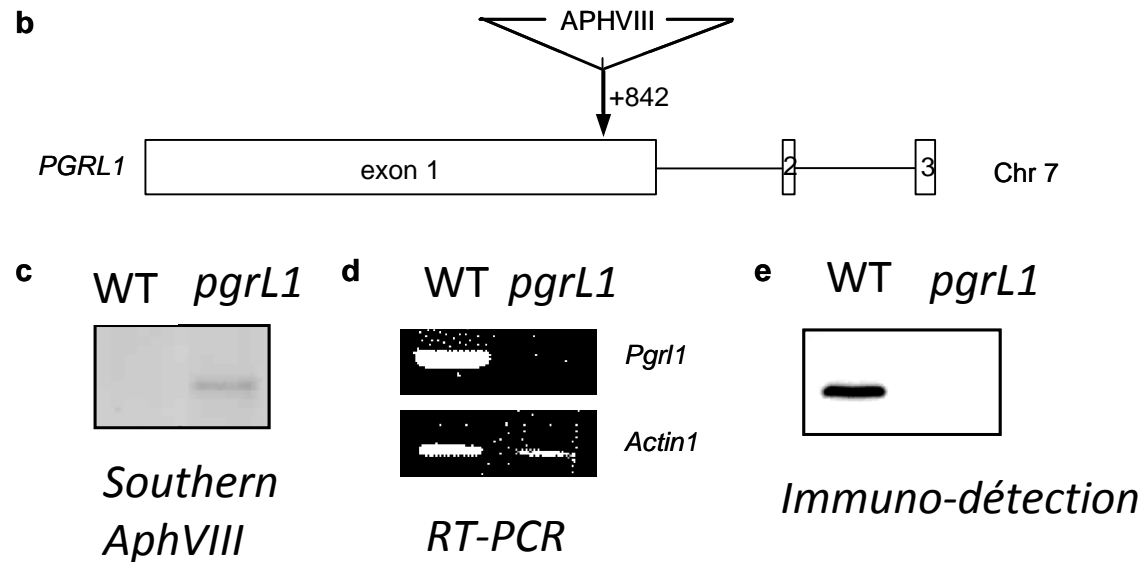 b
APHVIII
+842
PGRL1 exon 1 2 3 Chr 7
c WT pgrL1
Southern
AphVIII
d WT pgrL1
Pgrl1
Actin1
RT-PCR
e WT pgrL1
Immuno-détection